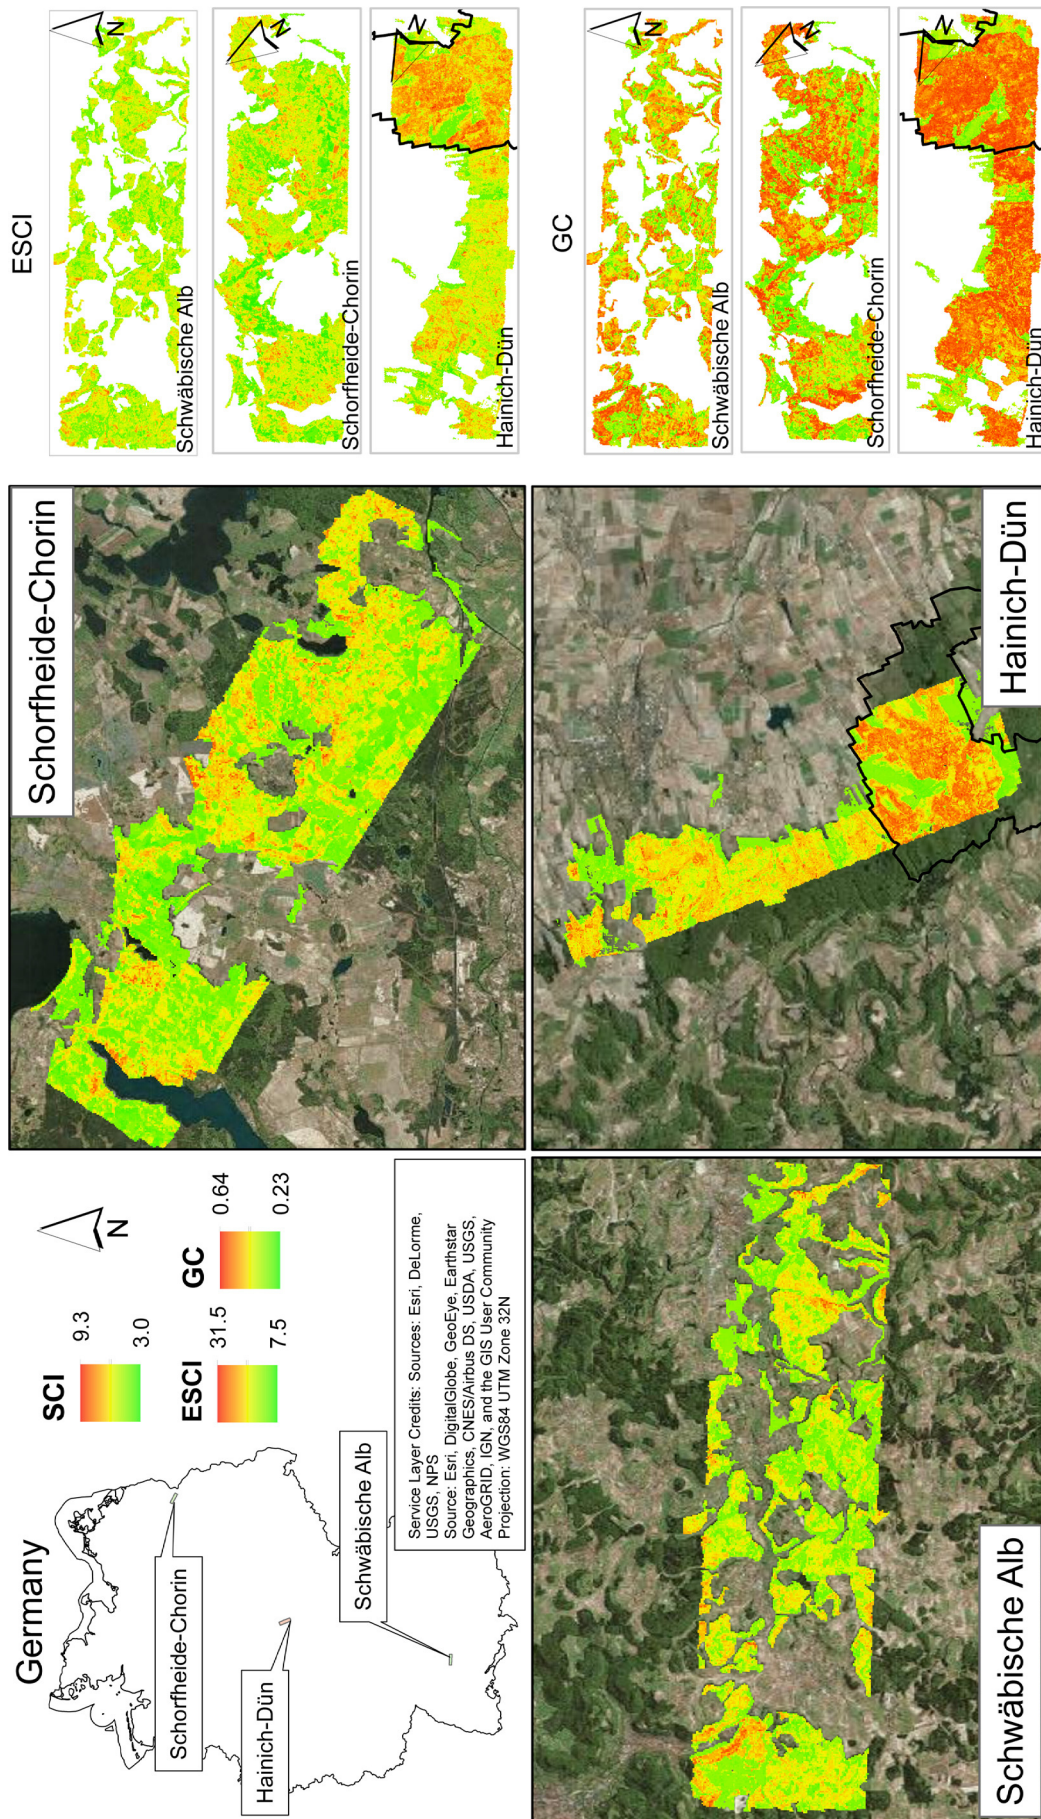 Germany
Schorfheide-Chorin
Hainich-Dün
Schwäbische Alb
SCI
9.3
3.0
ESCI
31.5
7.5
GC
0.64
0.23
N
Service Layer Credits: Sources: Esri, DeLorme,
USGS, NPS
Source: Esri, DigitalGlobe, GeoEye, Earthstar
Geographics, CNES/Airbus DS, USDA, USGS,
AeroGRID, IGN, and the GIS User Community
Projection: WGS84 UTM Zone 32N
Schorfheide-Chorin
Schwäbische Alb
Hainich-Dün
ESCI
N
Schwäbische Alb
N
Schorfheide-Chorin
N
Hainich-Dün
GC
N
Schwäbische Alb
N
Schorfheide-Chorin
N
Hainich-Dün